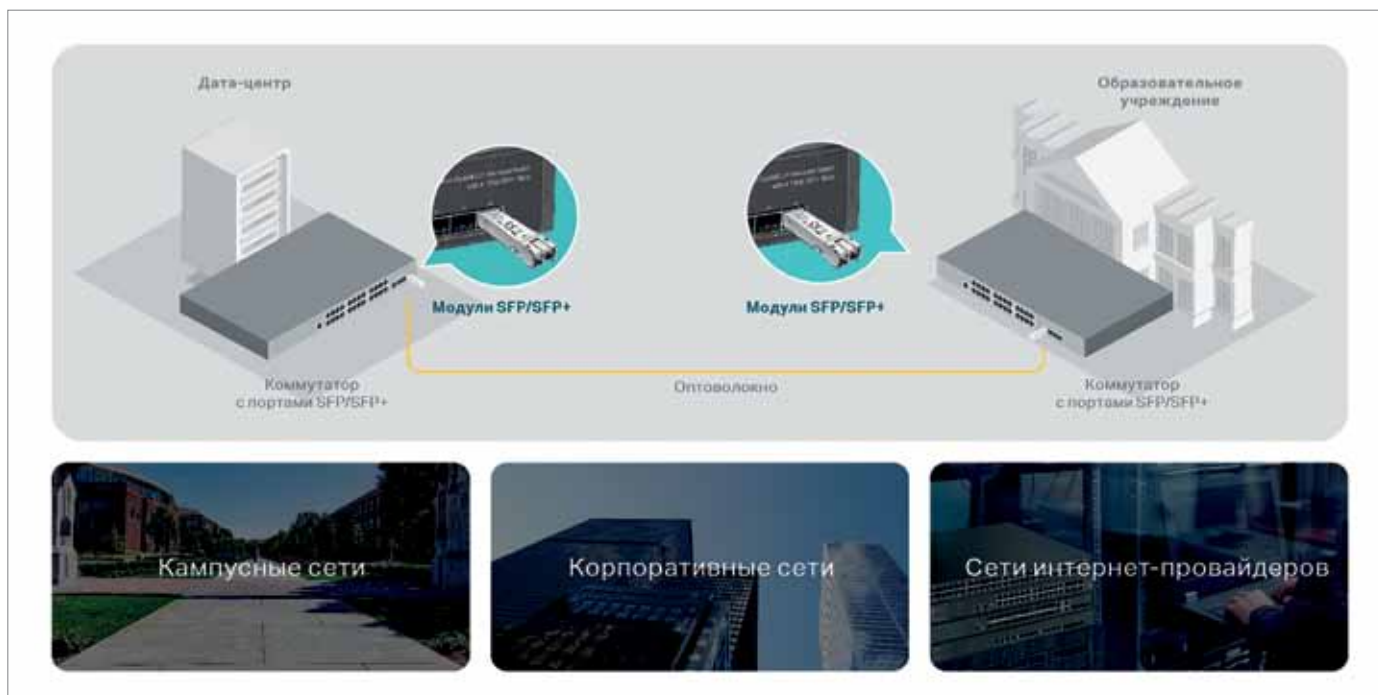 Дата-центр
Образовательное
учреждение
Модули SFP/SFP+
Модули SFP/SFP+
Коммутатор
с портами SFP/SFP+
Оптоволокно
Коммутатор
с портами SFP/SFP+
Кампусные сети
Корпоративные сети
Сети интернет-провайдеров